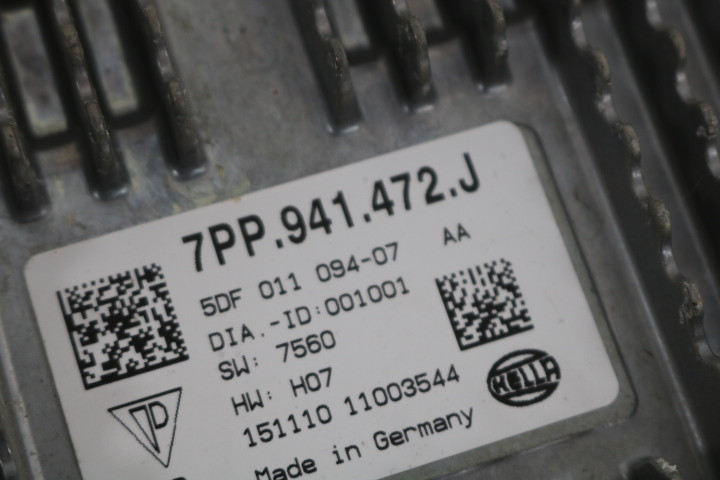 7PP.941.472.J
5DF 011 094-07 AA
DIA.-ID:001001
SW: 7560
HW: H07
151110 11003544
HELLA
Made in Germany